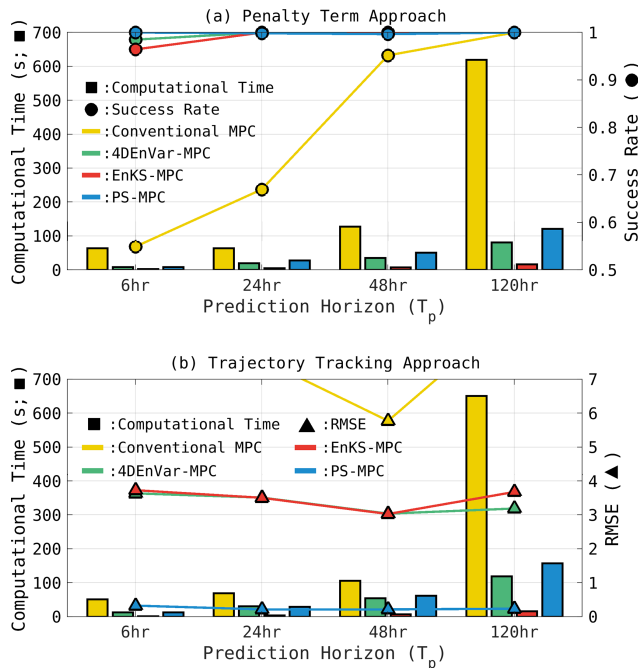 (a) Penalty Term Approach
Computational Time (s; ■)
700
600
500
400
300
200
100
0
■:Computational Time
●:Success Rate
:Conventional MPC
:4DEnVar-MPC
:EnKS-MPC
:PS-MPC
1
0.9
0.8
0.7
0.6
0.5
Success Rate (●)
6hr 24hr 48hr 120hr
Prediction Horizon (T_p)
(b) Trajectory Tracking Approach
Computational Time (s; ■)
700
600
500
400
300
200
100
0
■:Computational Time ▲:RMSE
:Conventional MPC :EnKS-MPC
:4DEnVar-MPC :PS-MPC
7
6
5
4
3
2
1
0
RMSE (▲)
6hr 24hr 48hr 120hr
Prediction Horizon (T_p)